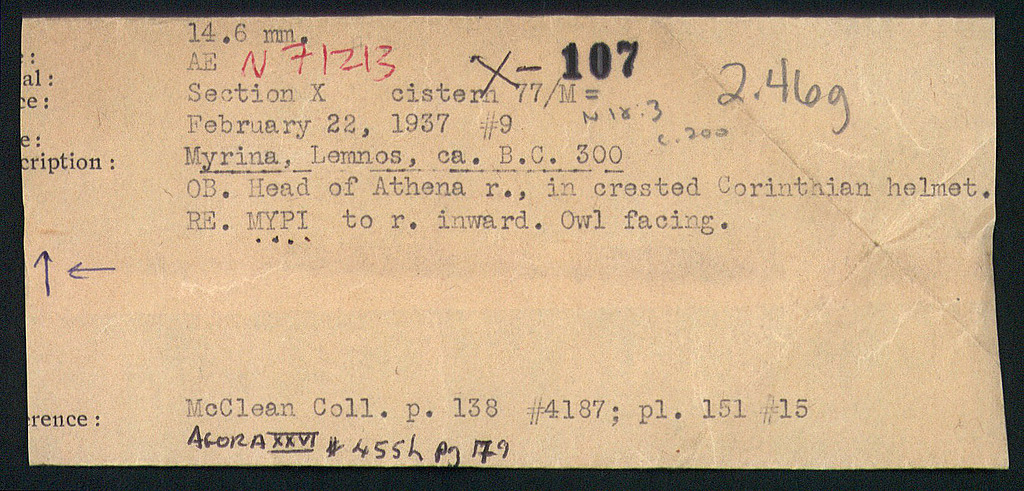 14.6 mm.
: AE N 71213 X- 107
al:
ce: Section X cistern 77/M = 2.46g
N 18.3
e: February 22, 1937 #9 c. 200
cription: Myrina, Lemnos, ca. B.C. 300
OB. Head of Athena r., in crested Corinthian helmet.
RE. MYPI to r. inward. Owl facing.
↑ ←
erence: McClean Coll. p. 138 #4187; pl. 151 #15
AGORA XXVI # 455h pg 179